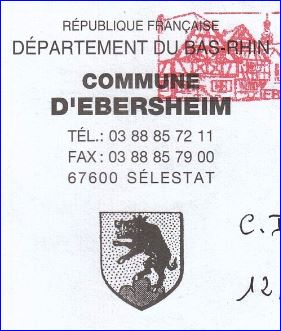 RÉPUBLIQUE FRANÇAISE
DÉPARTEMENT DU BAS-RHIN
COMMUNE
D'EBERSHEIM
TÉL.: 03 88 85 72 11
FAX : 03 88 85 79 00
67600 SÉLESTAT
C.
12